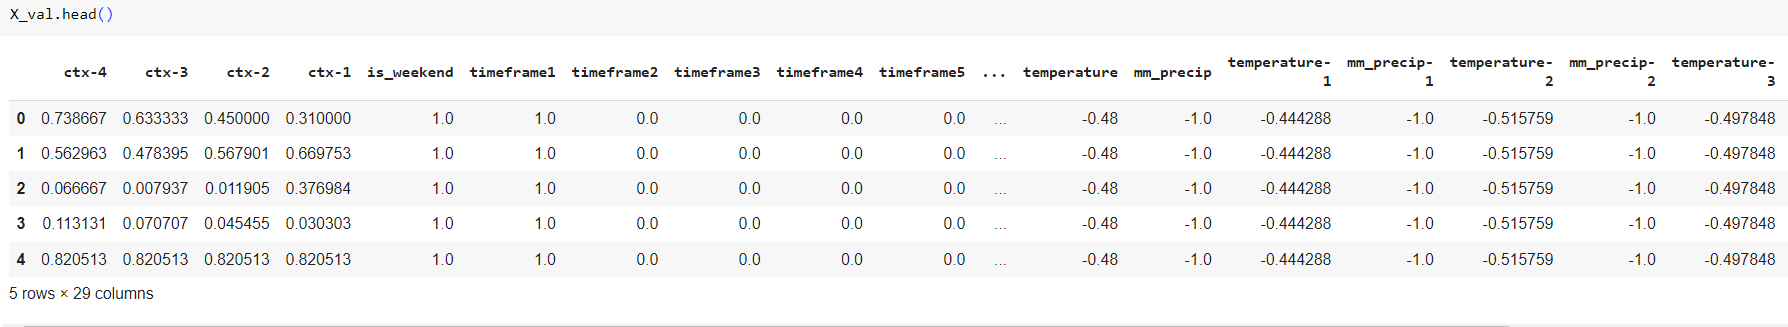 X_val.head()
ctx-4 ctx-3 ctx-2 ctx-1 is_weekend timeframe1 timeframe2 timeframe3 timeframe4 timeframe5 ... temperature mm_precip temperature-1 mm_precip-1 temperature-2 mm_precip-2 temperature-3
0 0.738667 0.633333 0.450000 0.310000 1.0 1.0 0.0 0.0 0.0 0.0 ... -0.48 -1.0 -0.444288 -1.0 -0.515759 -1.0 -0.497848
1 0.562963 0.478395 0.567901 0.669753 1.0 1.0 0.0 0.0 0.0 0.0 ... -0.48 -1.0 -0.444288 -1.0 -0.515759 -1.0 -0.497848
2 0.066667 0.007937 0.011905 0.376984 1.0 1.0 0.0 0.0 0.0 0.0 ... -0.48 -1.0 -0.444288 -1.0 -0.515759 -1.0 -0.497848
3 0.113131 0.070707 0.045455 0.030303 1.0 1.0 0.0 0.0 0.0 0.0 ... -0.48 -1.0 -0.444288 -1.0 -0.515759 -1.0 -0.497848
4 0.820513 0.820513 0.820513 0.820513 1.0 1.0 0.0 0.0 0.0 0.0 ... -0.48 -1.0 -0.444288 -1.0 -0.515759 -1.0 -0.497848
5 rows × 29 columns